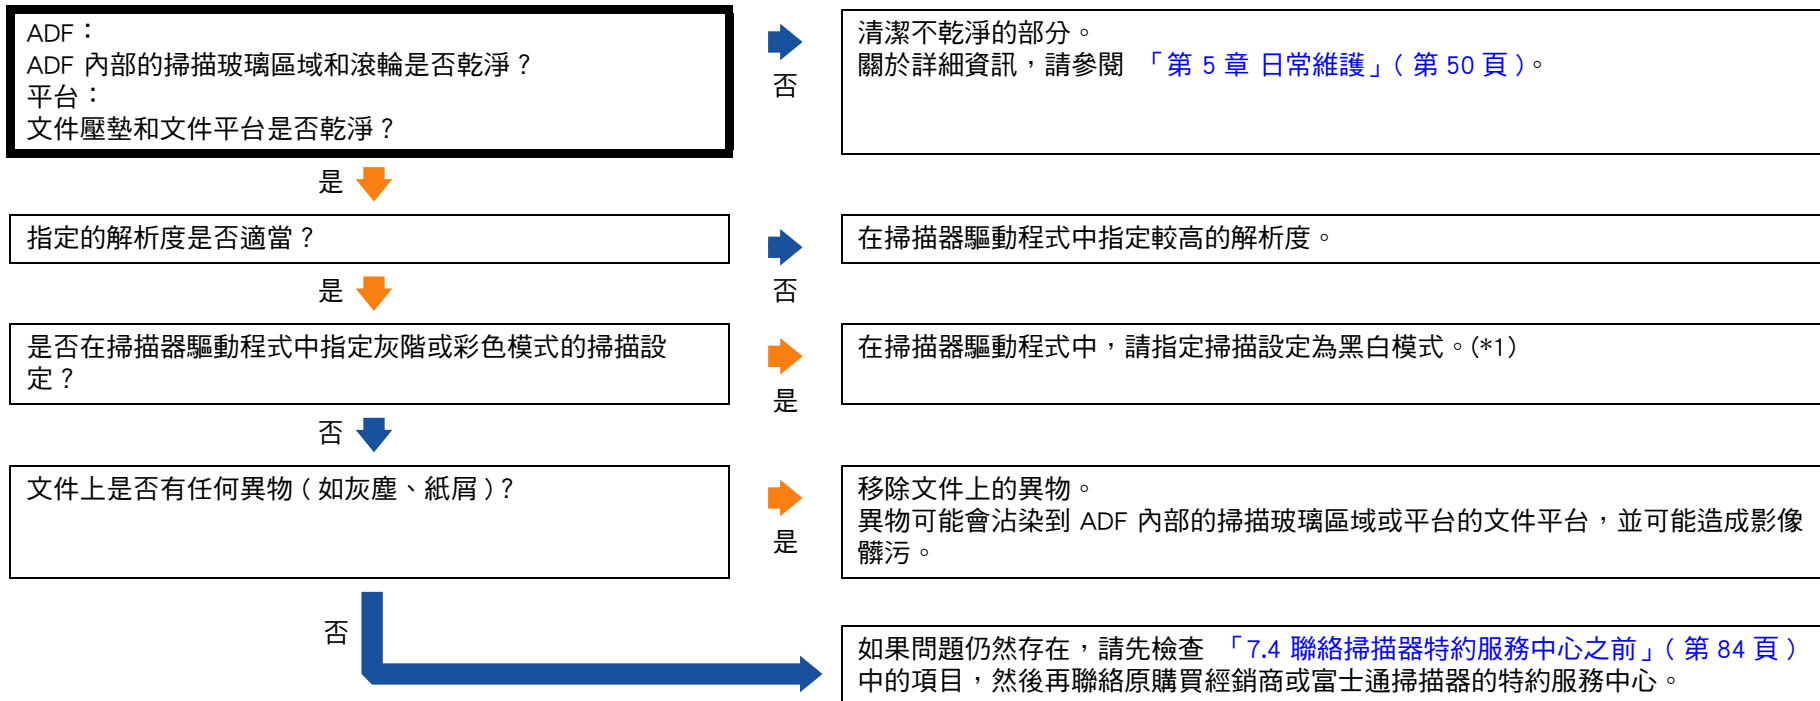 ADF：
ADF 內部的掃描玻璃區域和滾輪是否乾淨？
平台：
文件壓墊和文件平台是否乾淨？
否
清潔不乾淨的部分。
關於詳細資訊，請參閱 「第 5 章 日常維護」( 第 50 頁 )。
是
指定的解析度是否適當？
否
在掃描器驅動程式中指定較高的解析度。
是
是否在掃描器驅動程式中指定灰階或彩色模式的掃描設
定？
是
在掃描器驅動程式中，請指定掃描設定為黑白模式。(*1)
否
文件上是否有任何異物 ( 如灰塵、紙屑 )？
是
移除文件上的異物。
異物可能會沾染到 ADF 內部的掃描玻璃區域或平台的文件平台，並可能造成影像
髒污。
否
如果問題仍然存在，請先檢查 「7.4 聯絡掃描器特約服務中心之前」( 第 84 頁 )
中的項目，然後再聯絡原購買經銷商或富士通掃描器的特約服務中心。